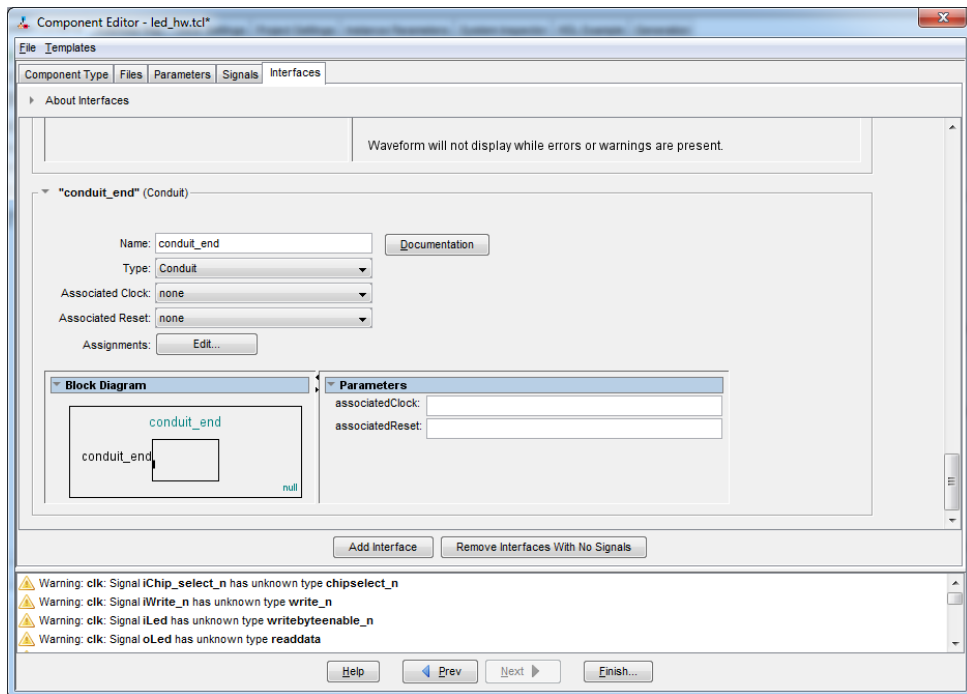 Component Editor - led_hw.tcl*
File Templates
Component Type Files Parameters Signals Interfaces
About Interfaces
Waveform will not display while errors or warnings are present.
"conduit_end" (Conduit)
Name: conduit_end Documentation
Type: Conduit
Associated Clock: none
Associated Reset: none
Assignments: Edit...
Block Diagram
conduit_end
conduit_end
null
Parameters
associatedClock:
associatedReset:
Add Interface Remove Interfaces With No Signals
Warning: clk: Signal iChip_select_n has unknown type chipselect_n
Warning: clk: Signal iWrite_n has unknown type write_n
Warning: clk: Signal iLed has unknown type writebyteenable_n
Warning: clk: Signal oLed has unknown type readdata
Help Prev Next Finish...